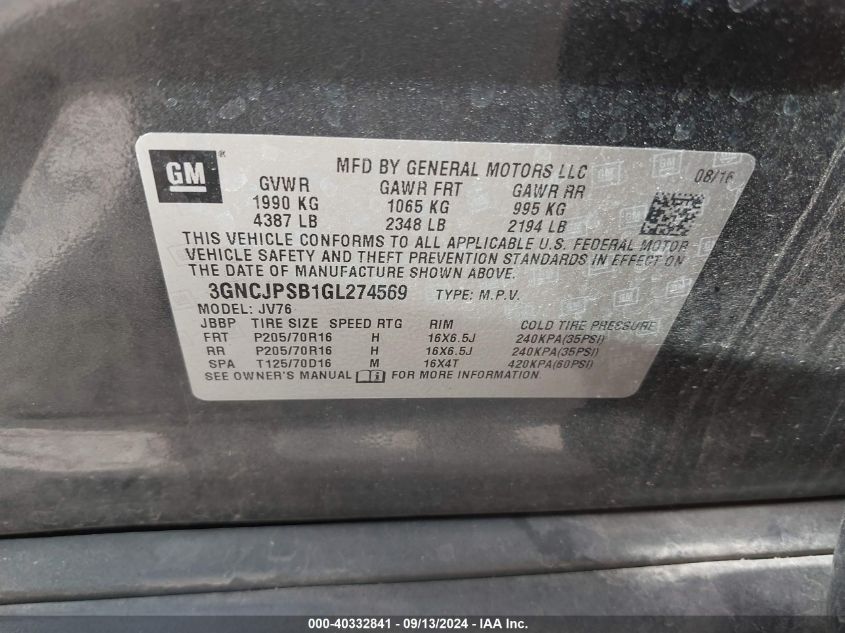 GM
MFD BY GENERAL MOTORS LLC 08/16
GVWR GAWR FRT GAWR RR
1990 KG 1065 KG 995 KG
4387 LB 2348 LB 2194 LB
THIS VEHICLE CONFORMS TO ALL APPLICABLE U.S. FEDERAL MOTOR
VEHICLE SAFETY AND THEFT PREVENTION STANDARDS IN EFFECT ON
THE DATE OF MANUFACTURE SHOWN ABOVE.
3GNCJPSB1GL274569 TYPE: M.P.V.
MODEL: JV76
JBBP TIRE SIZE SPEED RTG RIM COLD TIRE PRESSURE
FRT P205/70R16 H 16X6.5J 240KPA(35PSI)
RR P205/70R16 H 16X6.5J 240KPA(35PSI)
SPA T125/70D16 M 16X4T 420KPA(60PSI)
SEE OWNER'S MANUAL FOR MORE INFORMATION.
000-40332841 - 09/13/2024 - IAA Inc.